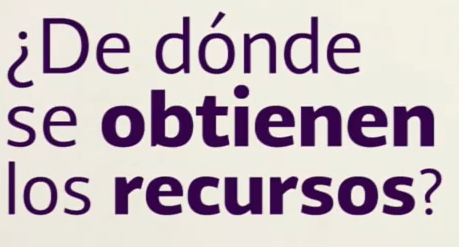 ¿De dónde
se obtienen
los recursos?